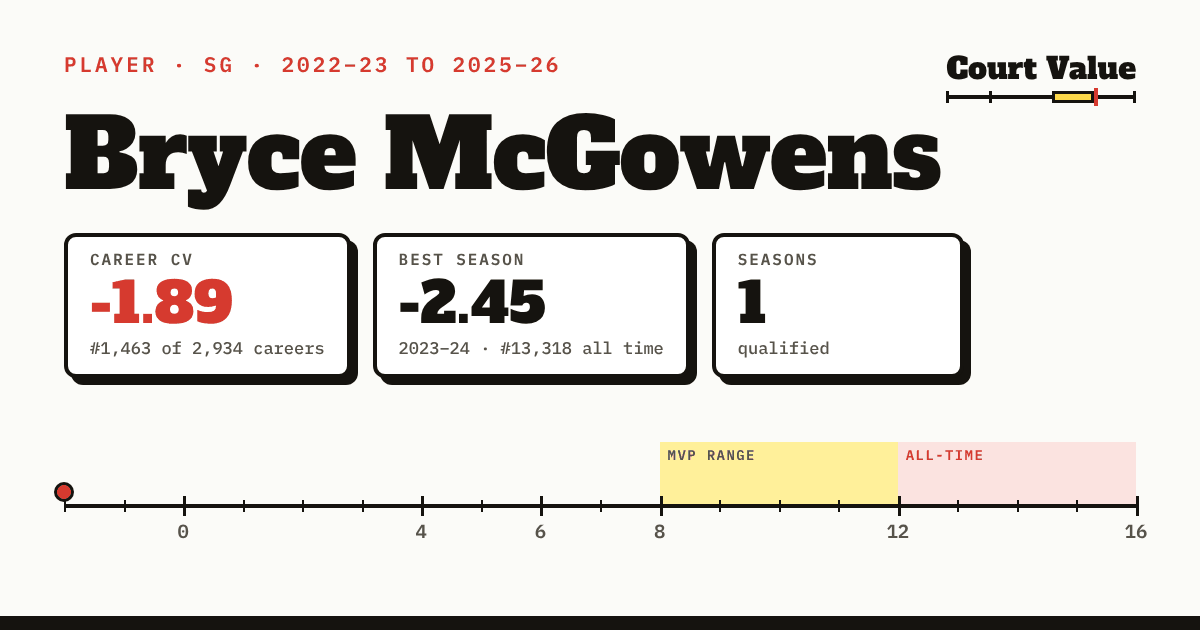 PLAYER · SG · 2022–23 TO 2025–26
Court Value
Bryce McGowens
CAREER CV
-1.89
#1,463 of 2,934 careers
BEST SEASON
-2.45
2023–24 · #13,318 all time
SEASONS
1
qualified
MVP RANGE
ALL-TIME
0 4 6 8 12 16